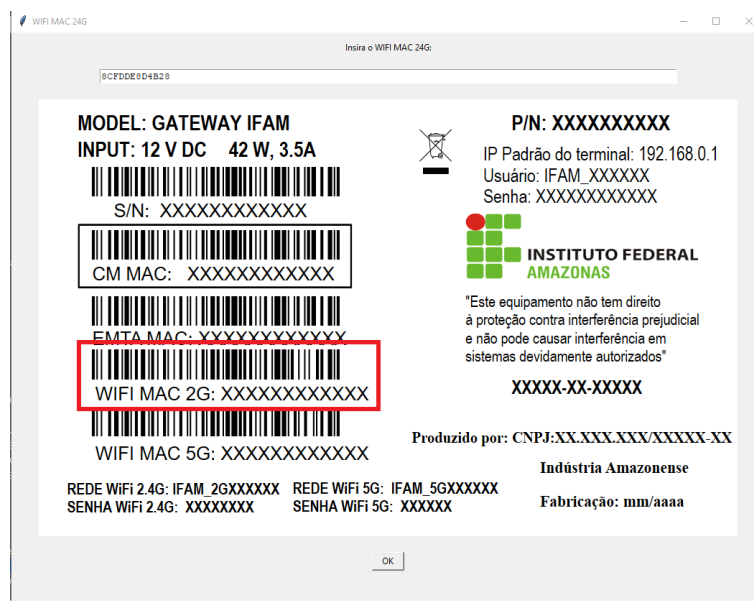 WIFI MAC 24G
Insira o WIFI MAC 24G:
8CFDDE8D4B28
MODEL: GATEWAY IFAM
INPUT: 12 V DC 42 W, 3.5A
S/N: XXXXXXXXXXXX
CM MAC: XXXXXXXXXXXX
EMTA MAC: XXXXXXXXXXXX
WIFI MAC 2G: XXXXXXXXXXXX
WIFI MAC 5G: XXXXXXXXXXXX
REDE WiFi 2.4G: IFAM_2GXXXXXX REDE WiFi 5G: IFAM_5GXXXXXX
SENHA WiFi 2.4G: XXXXXXXX SENHA WiFi 5G: XXXXXX
P/N: XXXXXXXXXX
IP Padrão do terminal: 192.168.0.1
Usuário: IFAM_XXXXXX
Senha: XXXXXXXXXXXX
INSTITUTO FEDERAL
AMAZONAS
"Este equipamento não tem direito
à proteção contra interferência prejudicial
e não pode causar interferência em
sistemas devidamente autorizados"
XXXXX-XX-XXXXX
Produzido por: CNPJ:XX.XXX.XXX/XXXXX-XX
Indústria Amazonense
Fabricação: mm/aaaa
OK